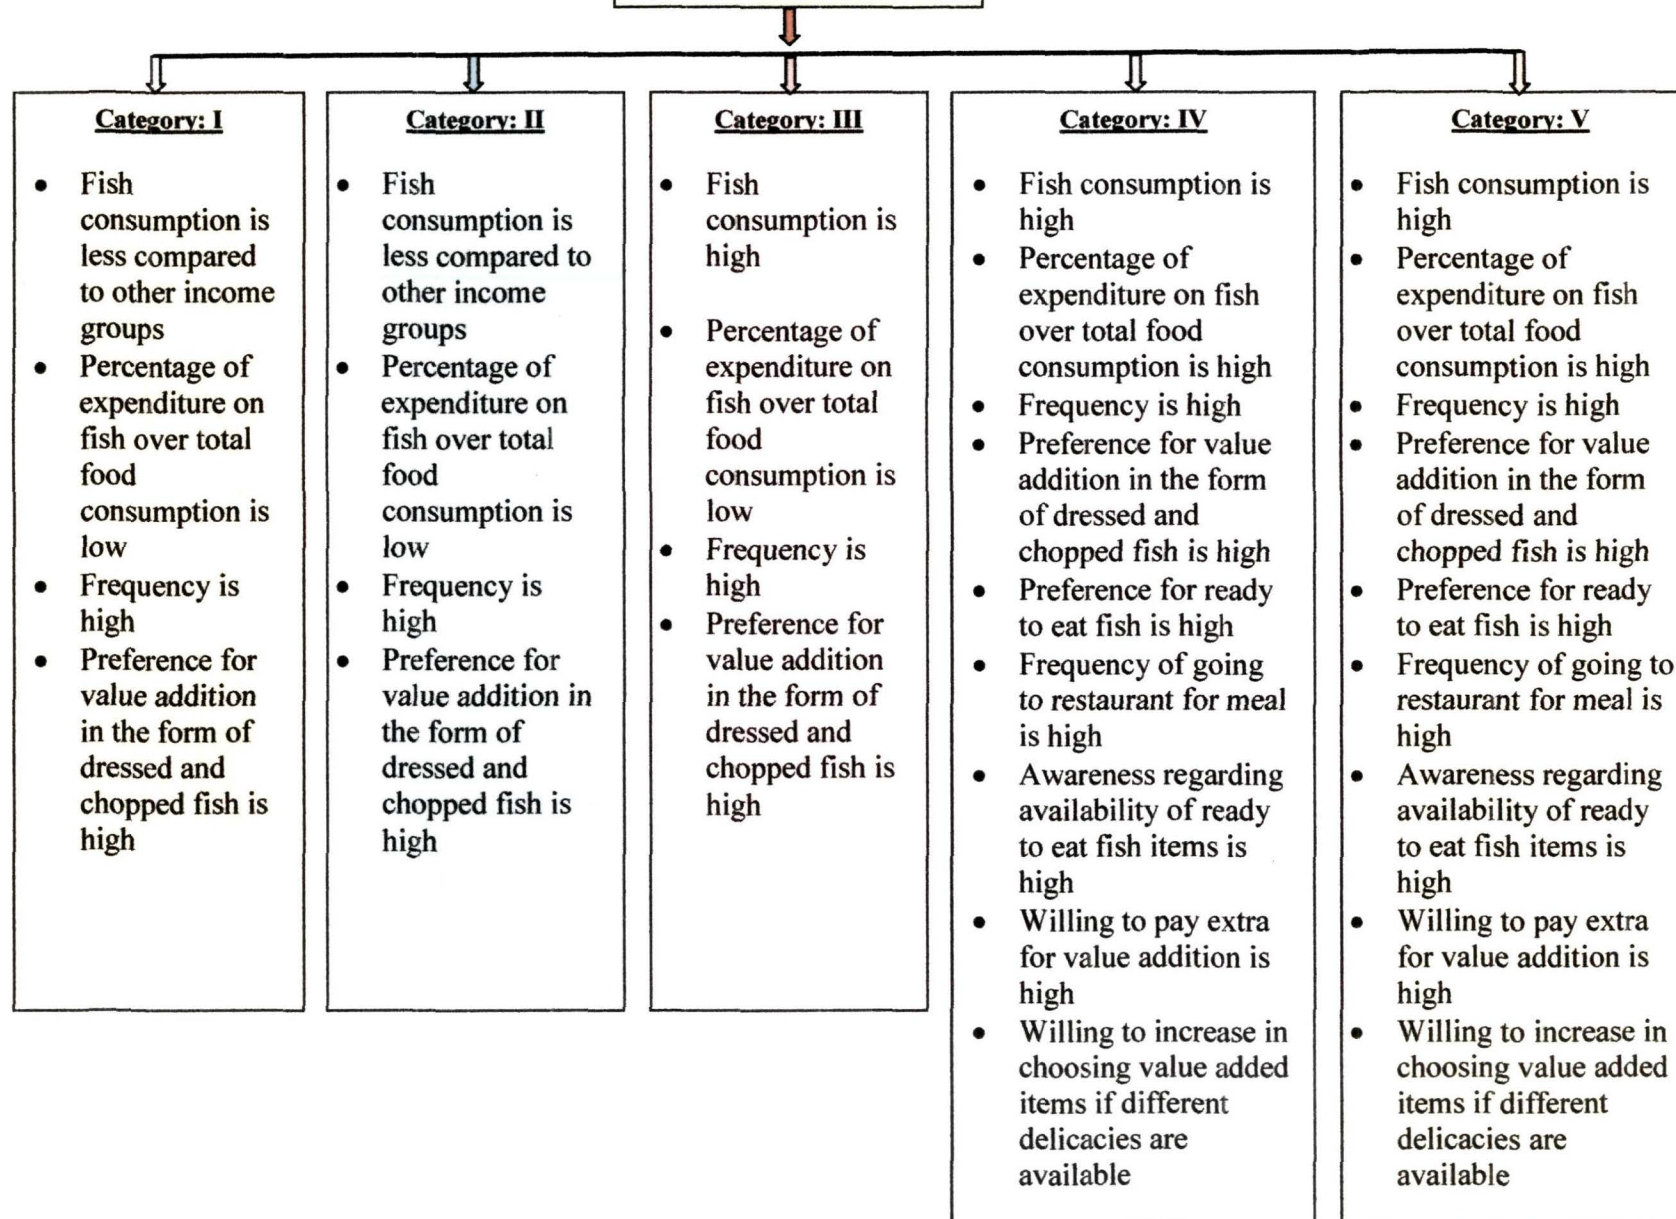 Category: I
• Fish
consumption is
less compared
to other income
groups
• Percentage of
expenditure on
fish over total
food
consumption is
low
• Frequency is
high
• Preference for
value addition
in the form of
dressed and
chopped fish is
high
Category: II
• Fish
consumption is
less compared to
other income
groups
• Percentage of
expenditure on
fish over total
food
consumption is
low
• Frequency is
high
• Preference for
value addition in
the form of
dressed and
chopped fish is
high
Category: III
• Fish
consumption is
high
• Percentage of
expenditure on
fish over total
food
consumption is
low
• Frequency is
high
• Preference for
value addition
in the form of
dressed and
chopped fish is
high
Category: IV
• Fish consumption is
high
• Percentage of
expenditure on fish
over total food
consumption is high
• Frequency is high
• Preference for value
addition in the form
of dressed and
chopped fish is high
• Preference for ready
to eat fish is high
• Frequency of going
to restaurant for meal
is high
• Awareness regarding
availability of ready
to eat fish items is
high
• Willing to pay extra
for value addition is
high
• Willing to increase in
choosing value added
items if different
delicacies are
available
Category: V
• Fish consumption is
high
• Percentage of
expenditure on fish
over total food
consumption is high
• Frequency is high
• Preference for value
addition in the form
of dressed and
chopped fish is high
• Preference for ready
to eat fish is high
• Frequency of going to
restaurant for meal is
high
• Awareness regarding
availability of ready
to eat fish items is
high
• Willing to pay extra
for value addition is
high
• Willing to increase in
choosing value added
items if different
delicacies are
available